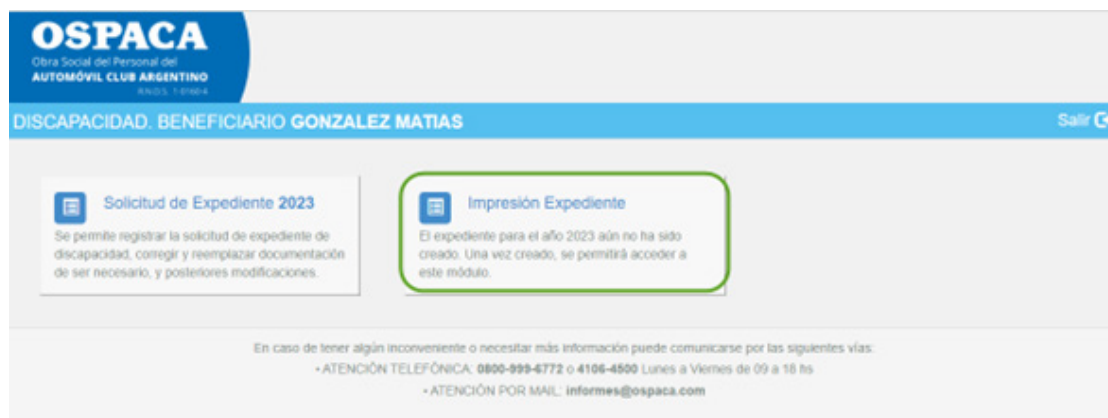 OSPACA
Obra Social del Personal del
AUTOMÓVIL CLUB ARGENTINO
R.N.O.S. 1-0160-4
DISCAPACIDAD. BENEFICIARIO GONZALEZ MATIAS
Salir
Solicitud de Expediente 2023
Se permite registrar la solicitud de expediente de
discapacidad, corregir y reemplazar documentación
de ser necesario, y posteriores modificaciones.
Impresión Expediente
El expediente para el año 2023 aún no ha sido
creado. Una vez creado, se permitirá acceder a
este módulo.
En caso de tener algún inconveniente o necesitar más información puede comunicarse por las siguientes vías:
• ATENCIÓN TELEFÓNICA: 0800-999-6772 o 4106-4500 Lunes a Viernes de 09 a 18 hs
• ATENCIÓN POR MAIL: informes@ospaca.com